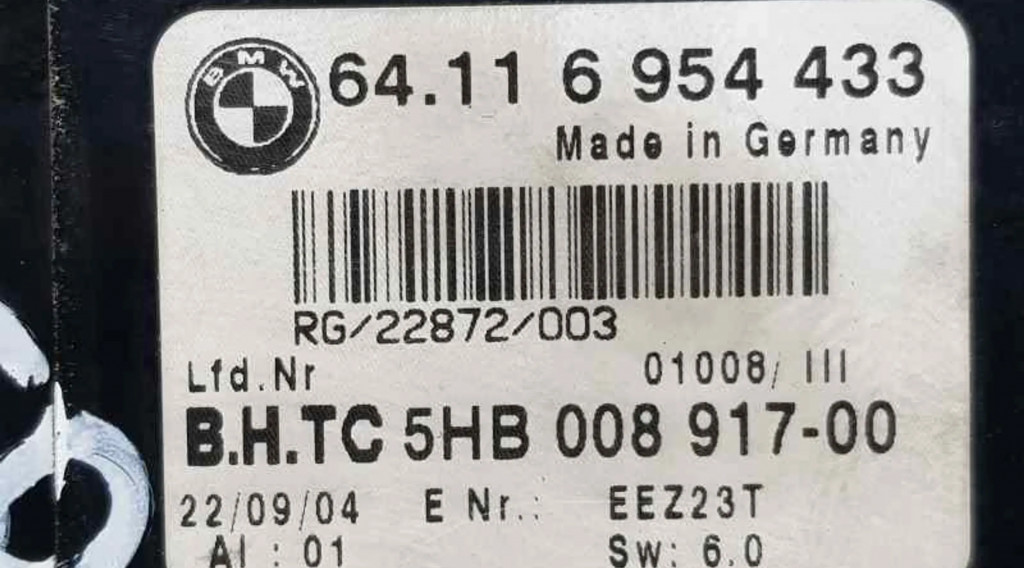 BMW 64.11 6 954 433
Made in Germany
RG/22872/003
Lfd.Nr 01008/ III
B.H.TC 5HB 008 917-00
22/09/04 E Nr.: EEZ23T
AI : 01 Sw: 6.0